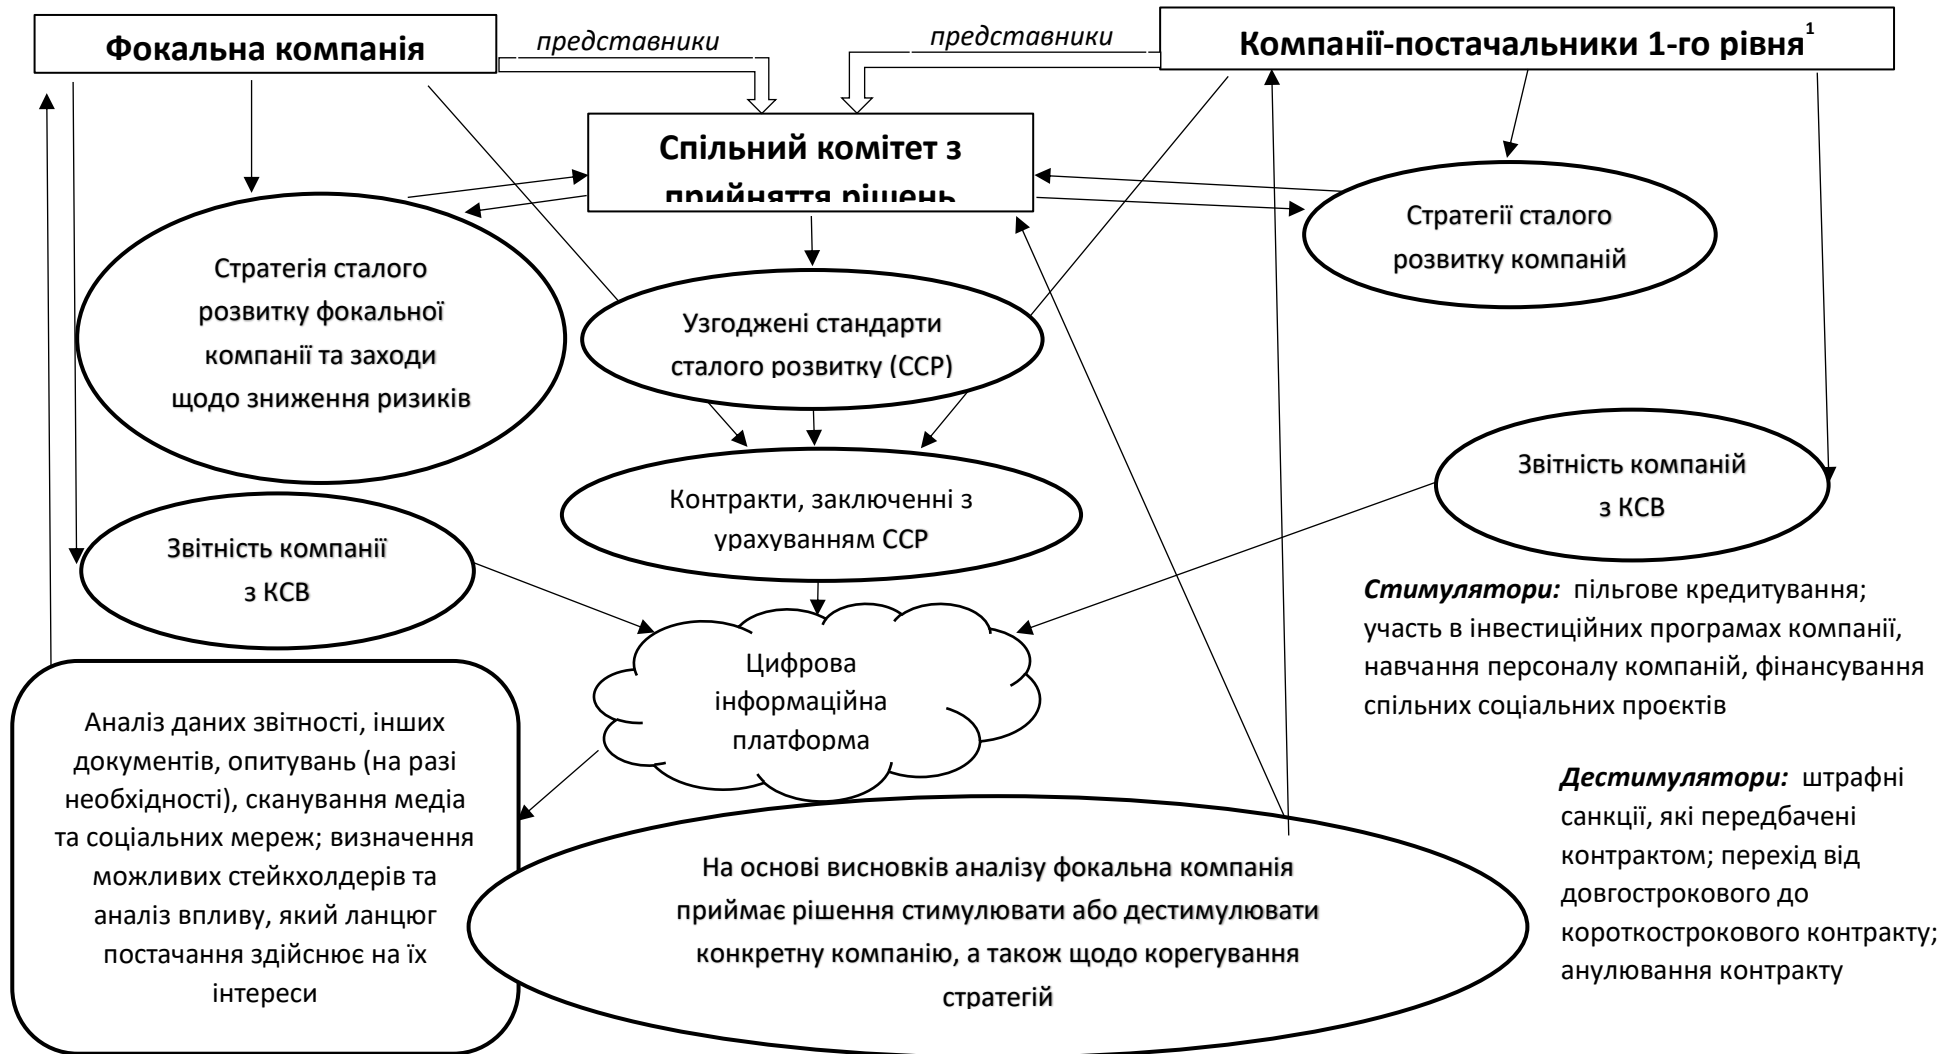 Фокальна компанія
представники
представники
Компанії-постачальники 1-го рівня1
Спільний комітет з
прийняття рішень
Стратегія сталого
розвитку фокальної
компанії та заходи
щодо зниження ризиків
Узгоджені стандарти
сталого розвитку (ССР)
Стратегії сталого
розвитку компаній
Контракти, заключенні з
урахуванням ССР
Звітність компаній
з КСВ
Звітність компанії
з КСВ
Стимулятори: пільгове кредитування;
участь в інвестиційних програмах компанії,
навчання персоналу компаній, фінансування
спільних соціальних проєктів
Цифрова
інформаційна
платформа
Аналіз даних звітності, інших
документів, опитувань (на разі
необхідності), сканування медіа
та соціальних мереж; визначення
можливих стейкхолдерів та
аналіз впливу, який ланцюг
постачання здійснює на їх
інтереси
На основі висновків аналізу фокальна компанія
приймає рішення стимулювати або дестимулювати
конкретну компанію, а також щодо корегування
стратегій
Дестимулятори: штрафні
санкції, які передбачені
контрактом; перехід від
довгострокового до
короткострокового контракту;
анулювання контракту